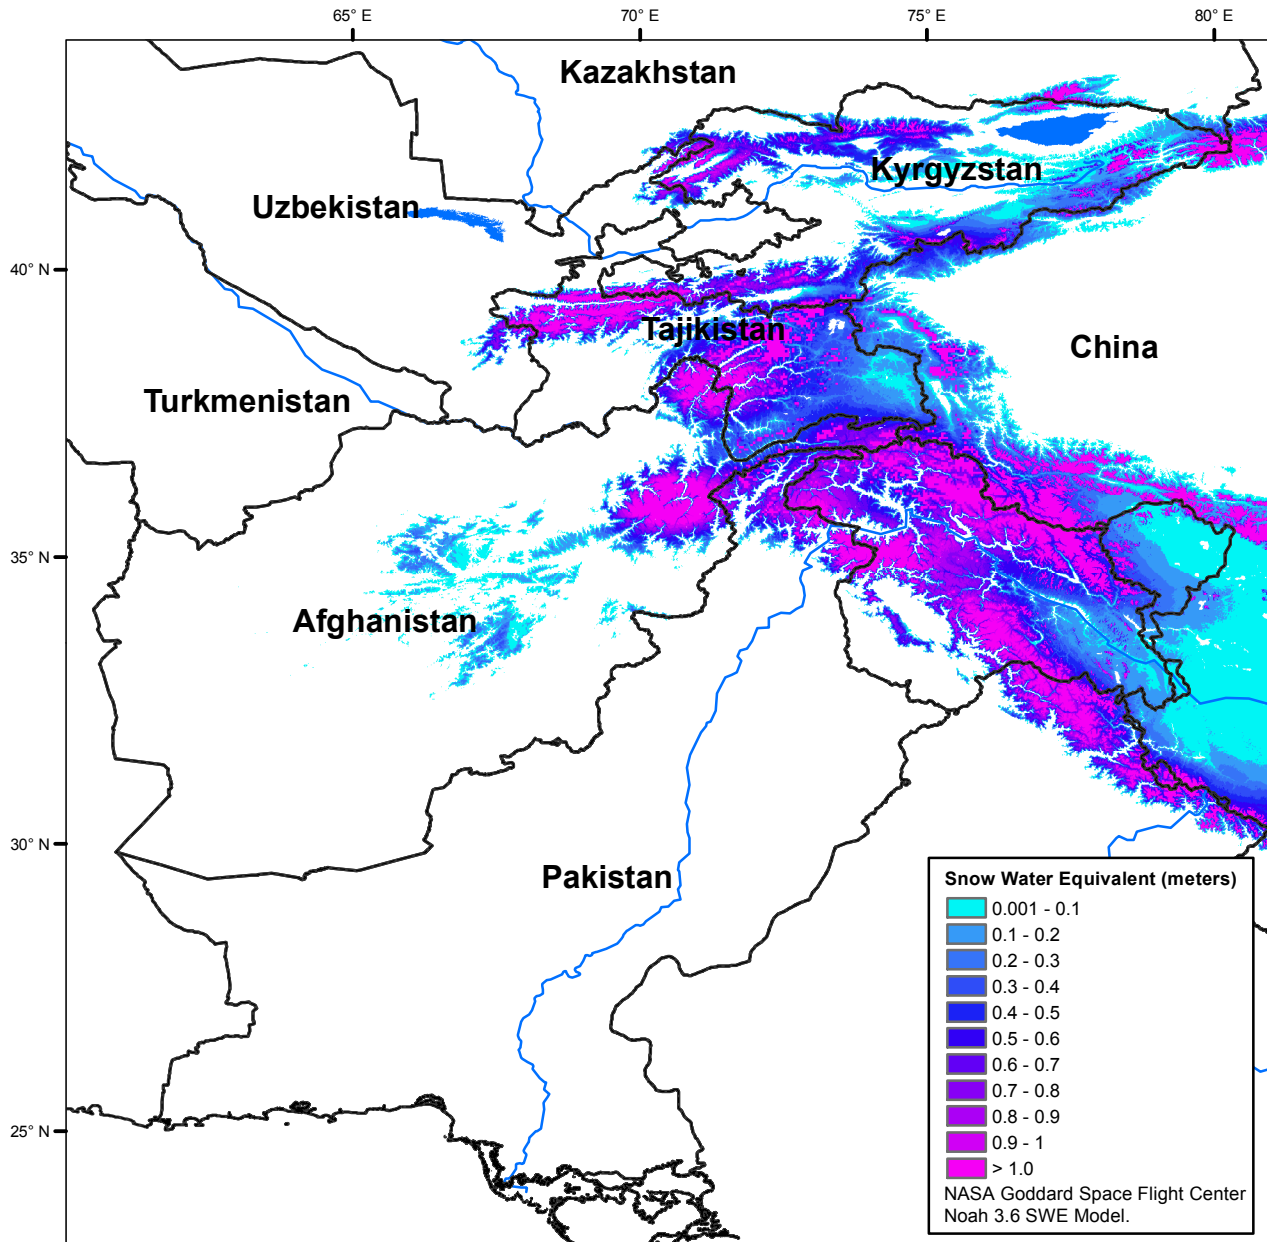 65° E
70° E
75° E
80° E
Kazakhstan
Kyrgyzstan
Uzbekistan
40° N
Tajikistan
China
Turkmenistan
35° N
Afghanistan
30° N
Pakistan
25° N
Snow Water Equivalent (meters)
0.001 - 0.1
0.1 - 0.2
0.2 - 0.3
0.3 - 0.4
0.4 - 0.5
0.5 - 0.6
0.6 - 0.7
0.7 - 0.8
0.8 - 0.9
0.9 - 1
> 1.0
NASA Goddard Space Flight Center
Noah 3.6 SWE Model.